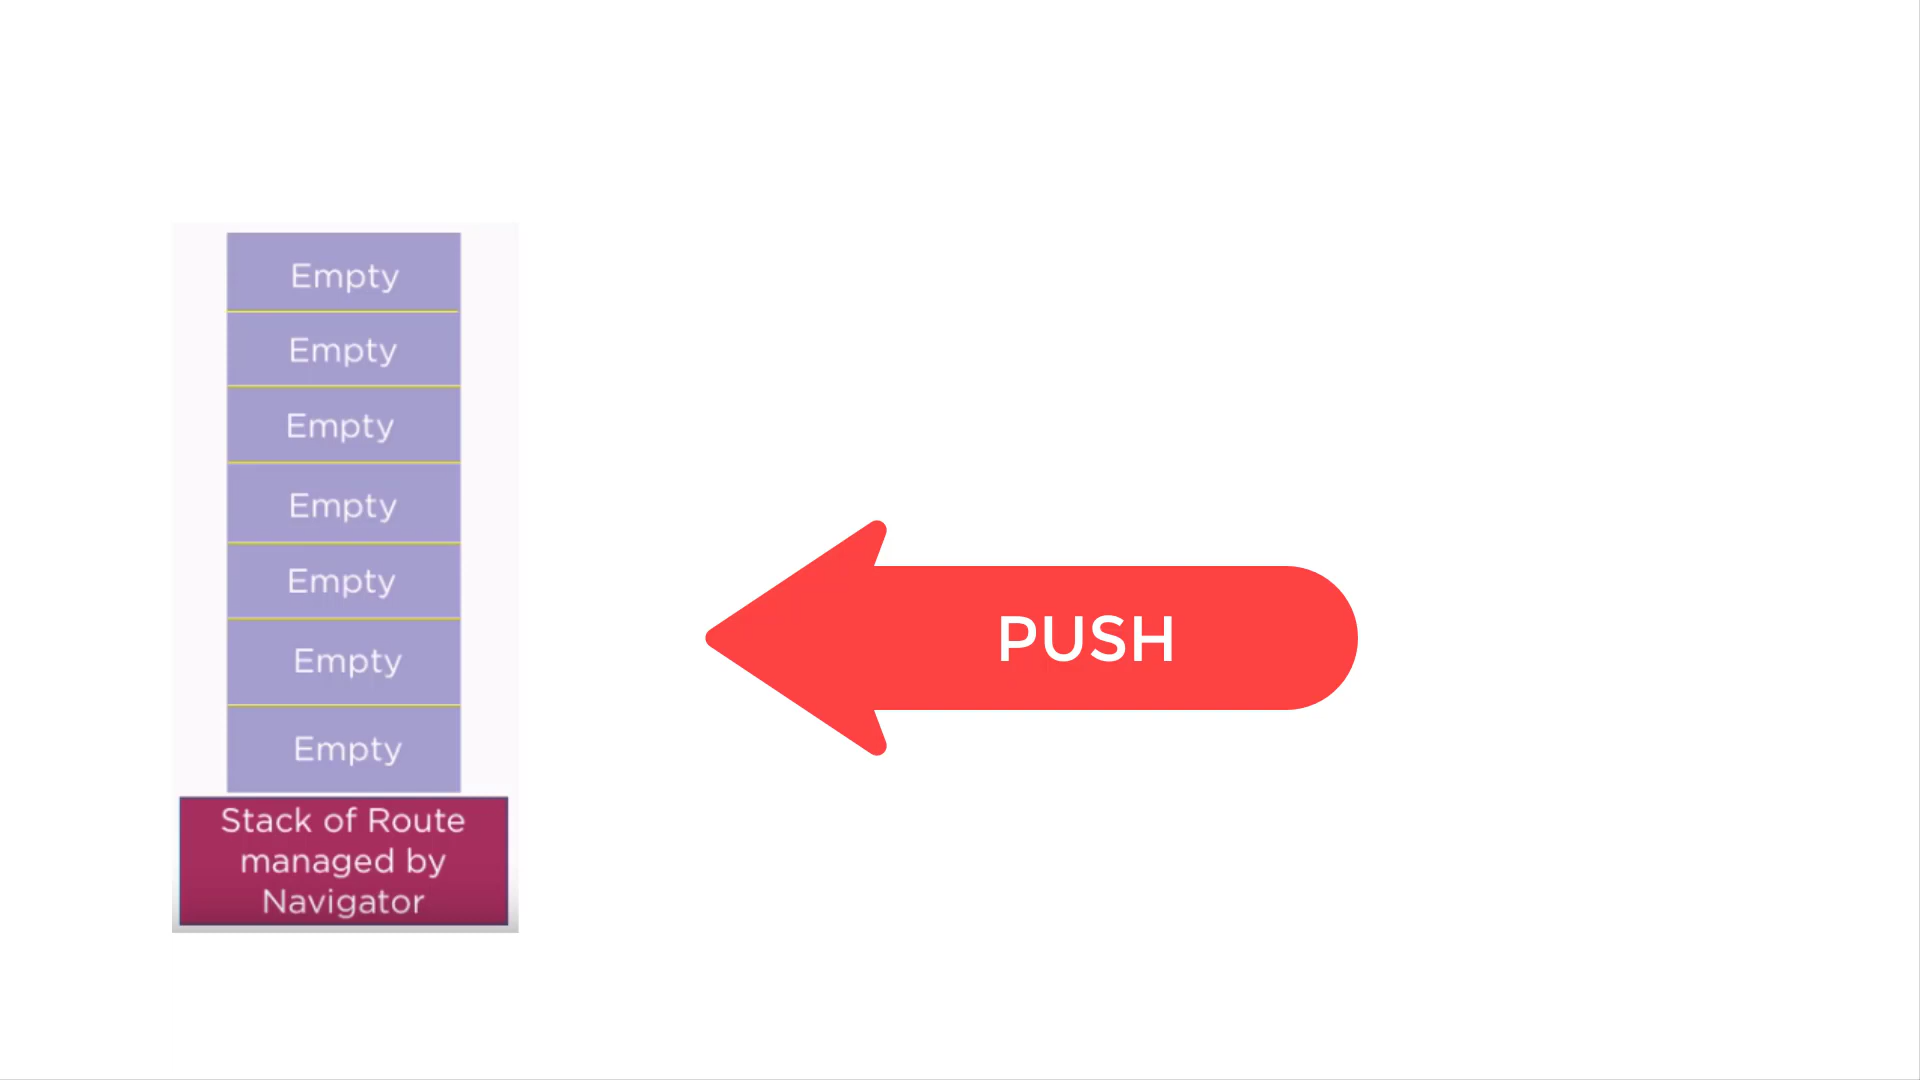 Empty
Empty
Empty
Empty
Empty
Empty
Empty
Stack of Route
managed by
Navigator
PUSH